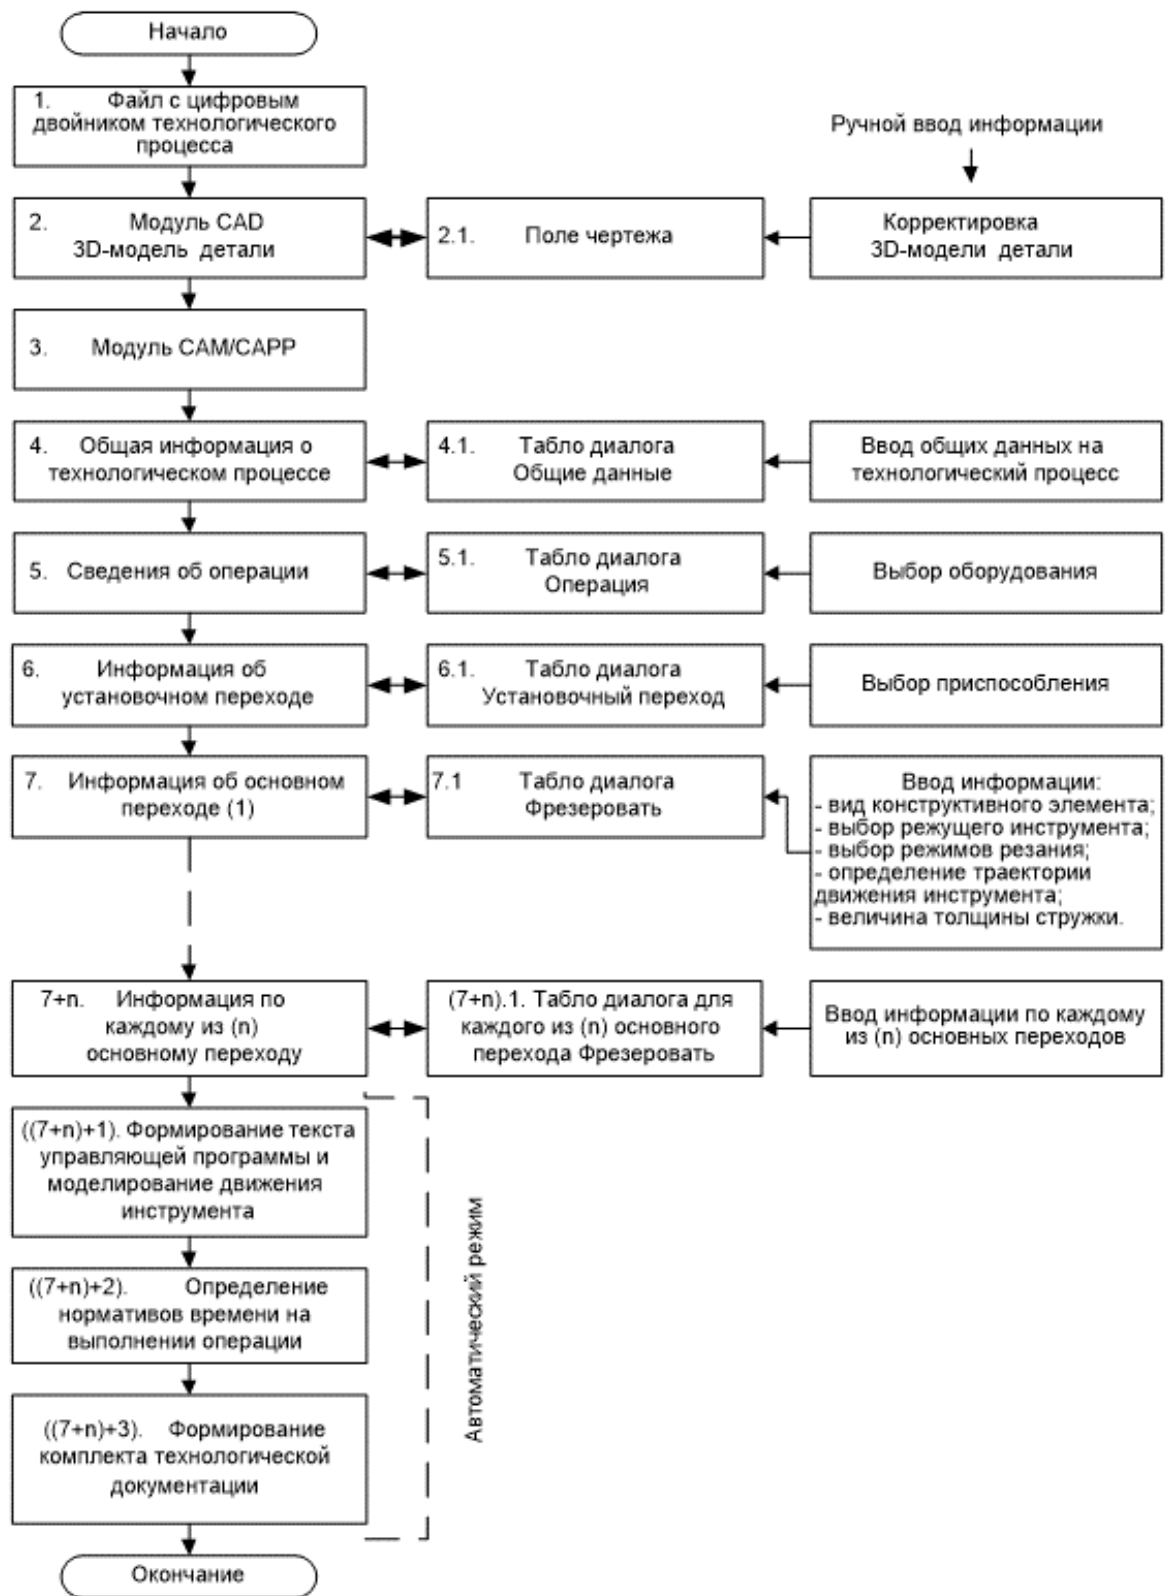 Начало
1. Файл с цифровым
двойником технологического
процесса
Ручной ввод информации
2. Модуль CAD
3D-модель детали
2.1. Поле чертежа
Корректировка
3D-модели детали
3. Модуль CAM/CAPP
4. Общая информация о
технологическом процессе
4.1. Табло диалога
Общие данные
Ввод общих данных на
технологический процесс
5. Сведения об операции
5.1. Табло диалога
Операция
Выбор оборудования
6. Информация об
установочном переходе
6.1. Табло диалога
Установочный переход
Выбор приспособления
7. Информация об основном
переходе (1)
7.1 Табло диалога
Фрезеровать
Ввод информации:
- вид конструктивного элемента;
- выбор режущего инструмента;
- выбор режимов резания;
- определение траектории
движения инструмента;
- величина толщины стружки.
7+n. Информация по
каждому из (n)
основному переходу
(7+n).1. Табло диалога для
каждого из (n) основного
перехода Фрезеровать
Ввод информации по каждому
из (n) основных переходов
((7+n)+1). Формирование текста
управляющей программы и
моделирование движения
инструмента
((7+n)+2). Определение
нормативов времени на
выполнении операции
((7+n)+3). Формирование
комплекта технологической
документации
Автоматический режим
Окончание